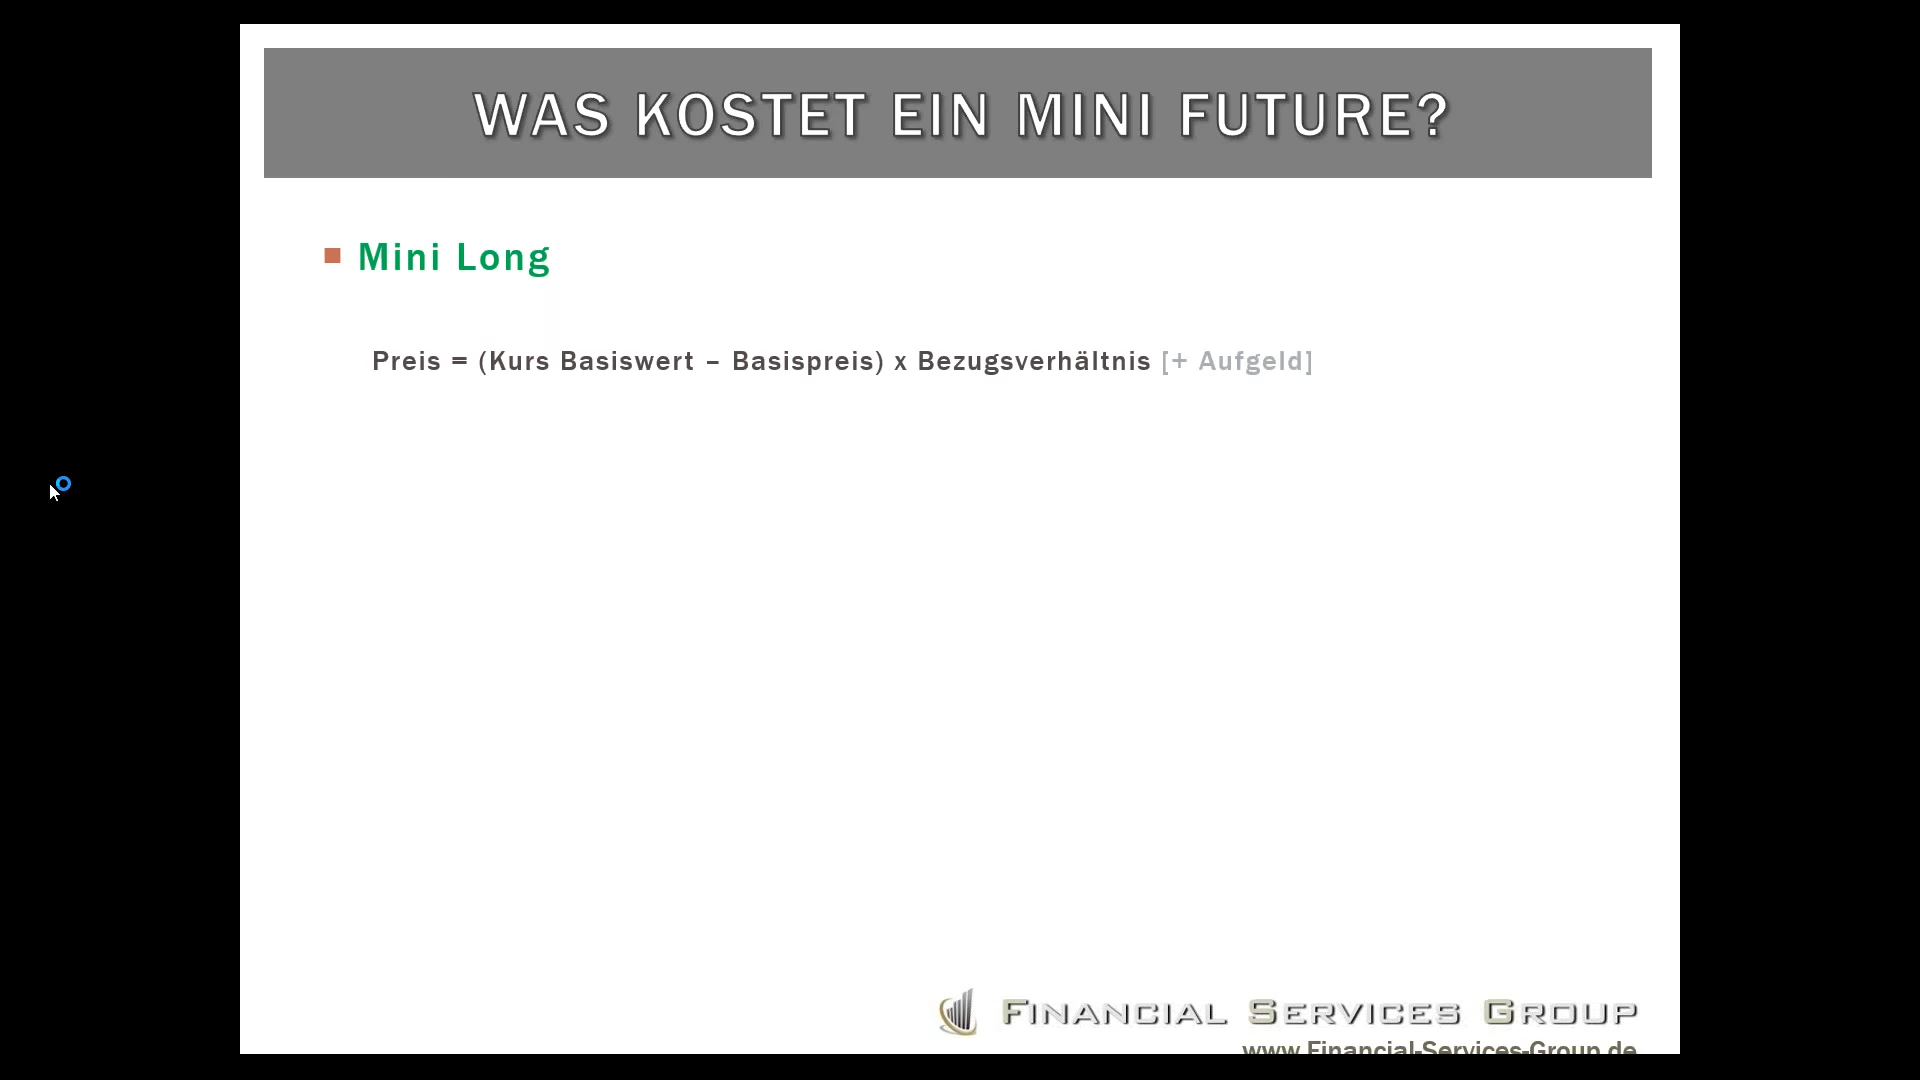 WAS KOSTET EIN MINI FUTURE?
Mini Long
Preis = (Kurs Basiswert – Basispreis) x Bezugsverhältnis [+ Aufgeld]
FINANCIAL SERVICES GROUP
www.Financial-Services-Group.de